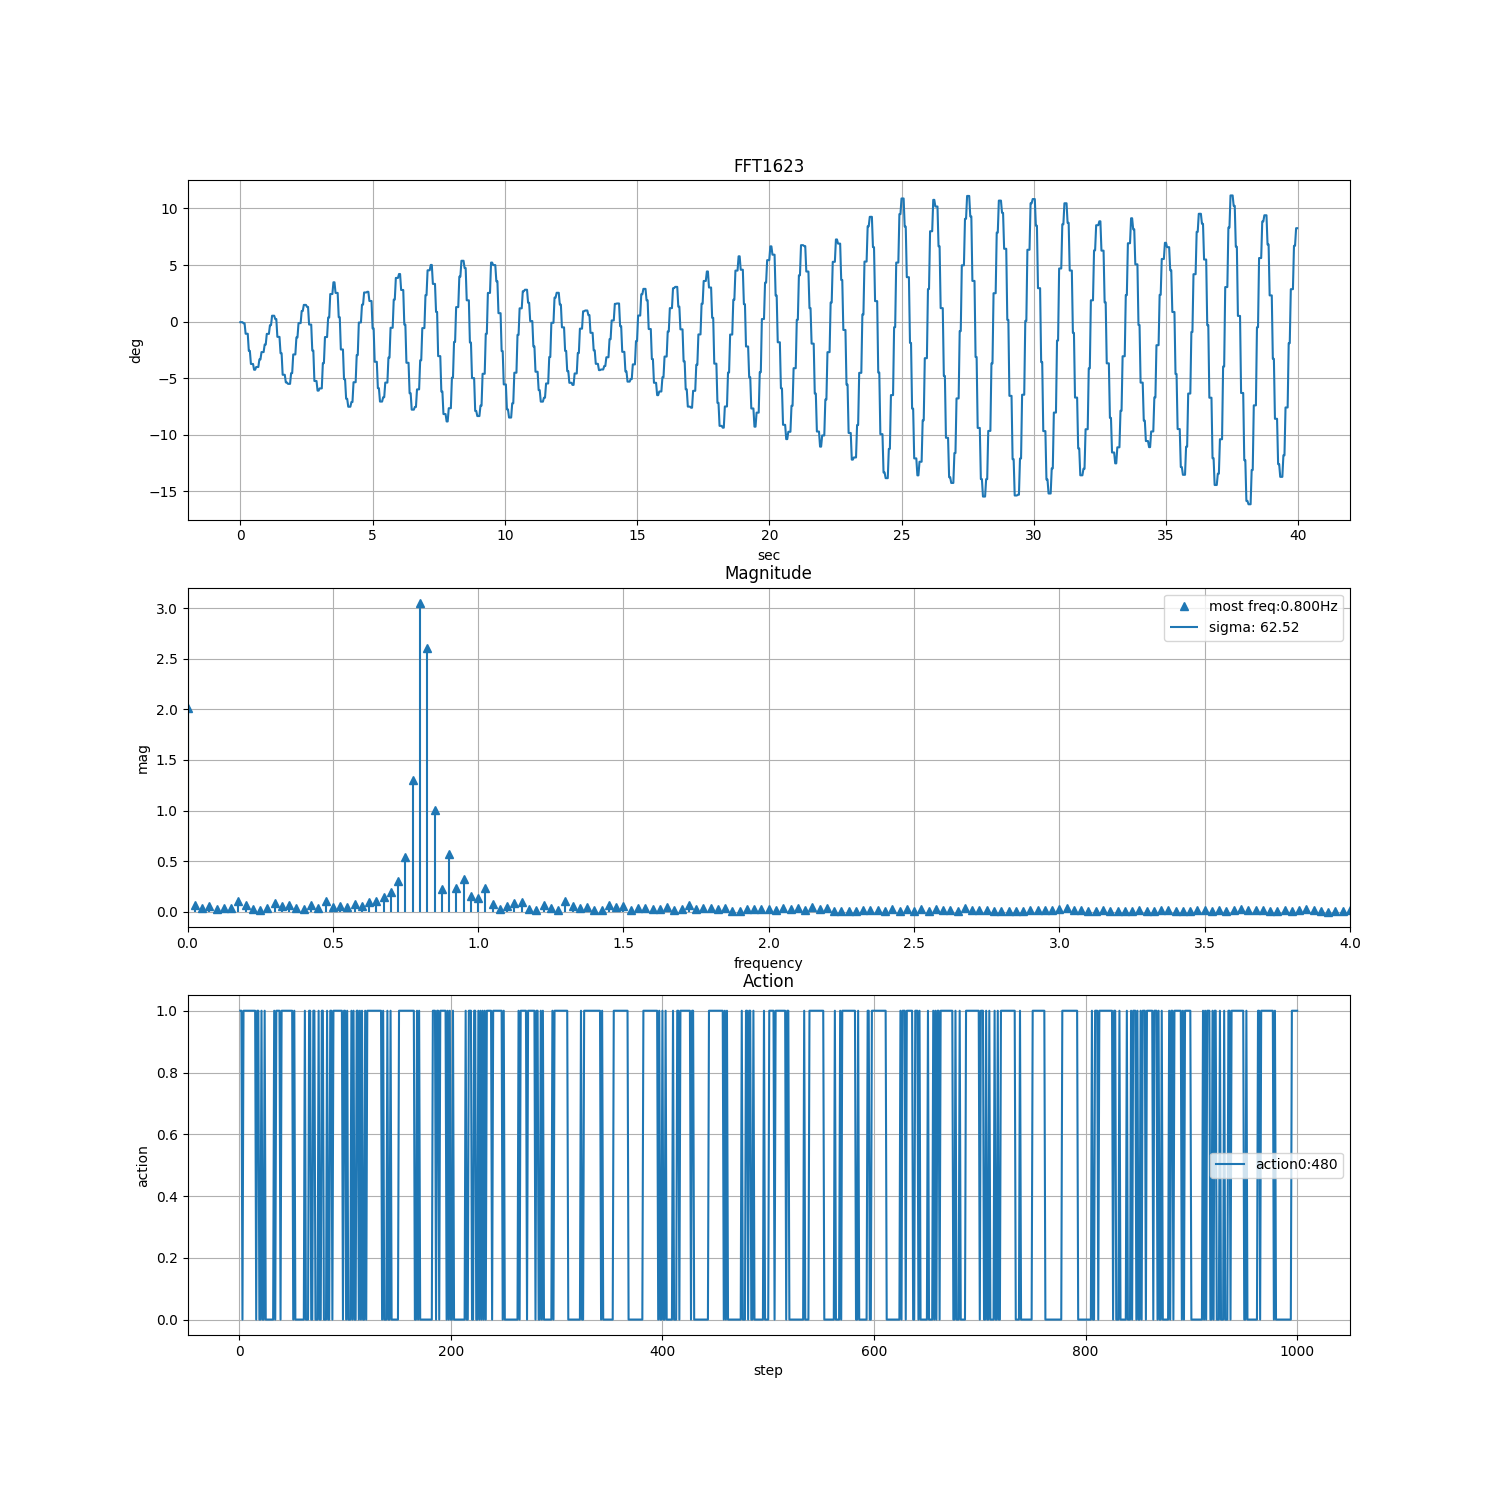 FFT1623
10
5
0
−5
−10
−15
deg
0 5 10 15 20 25 30 35 40
sec
Magnitude
most freq:0.800Hz
sigma: 62.52
3.0
2.5
2.0
1.5
1.0
0.5
0.0
mag
0.0 0.5 1.0 1.5 2.0 2.5 3.0 3.5 4.0
frequency
Action
1.0
0.8
0.6
0.4
0.2
0.0
action
action0:480
0 200 400 600 800 1000
step